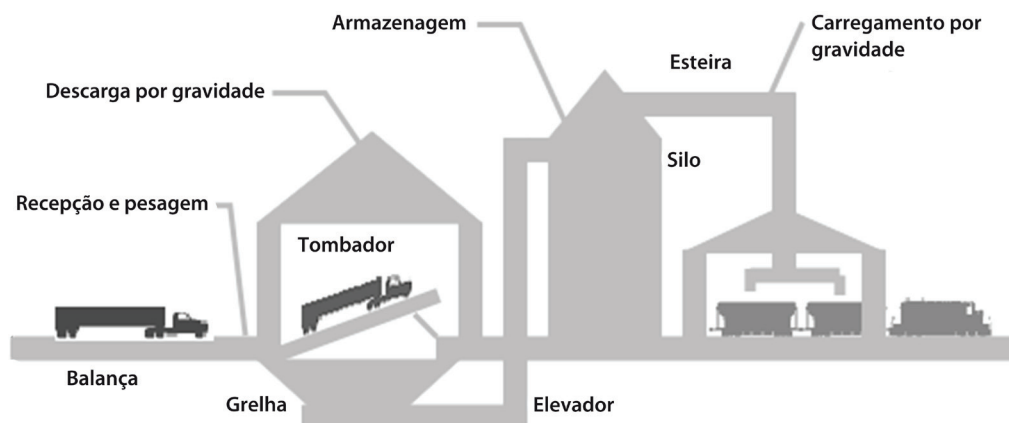 Armazenagem
Carregamento por
gravidade
Esteira
Descarga por gravidade
Silo
Recepção e pesagem
Tombador
Balança
Grelha
Elevador